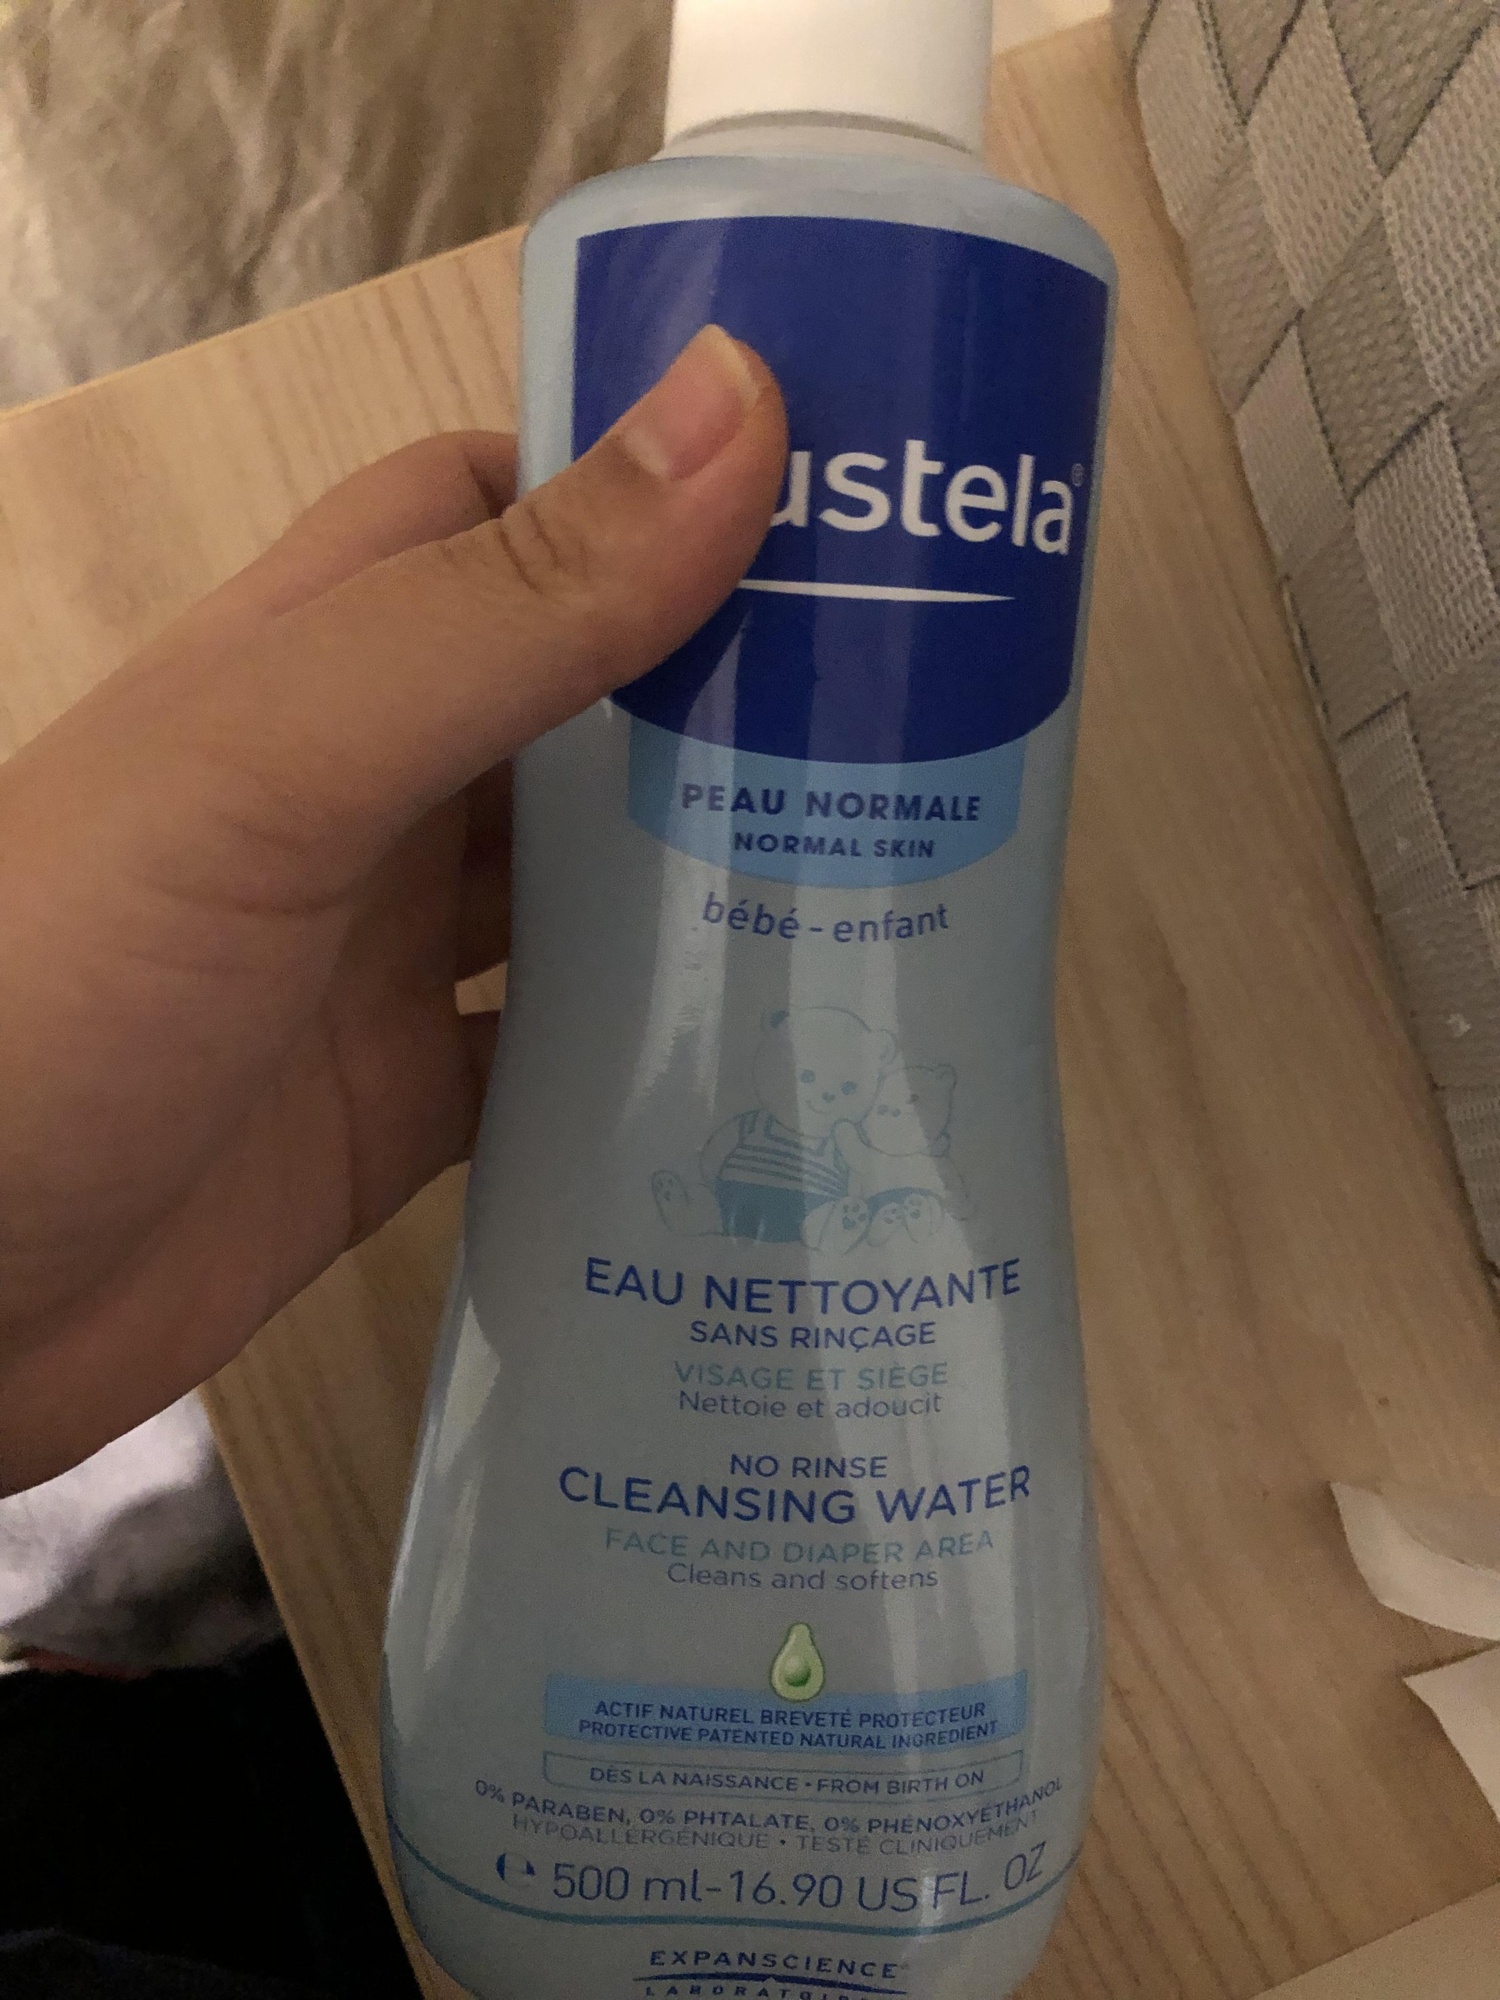 ustela®
PEAU NORMALE
NORMAL SKIN
bébé - enfant
EAU NETTOYANTE
SANS RINÇAGE
VISAGE ET SIÈGE
Nettoie et adoucit
NO RINSE
CLEANSING WATER
FACE AND DIAPER AREA
Cleans and softens
ACTIF NATUREL BREVETÉ PROTECTEUR
PROTECTIVE PATENTED NATURAL INGREDIENT
DÈS LA NAISSANCE • FROM BIRTH ON
0% PARABEN, 0% PHTALATE, 0% PHÉNOXYÉTHANOL
HYPOALLERGÉNIQUE • TESTÉ CLINIQUEMENT
℮ 500 ml-16.90 US FL. OZ
EXPANSCIENCE®